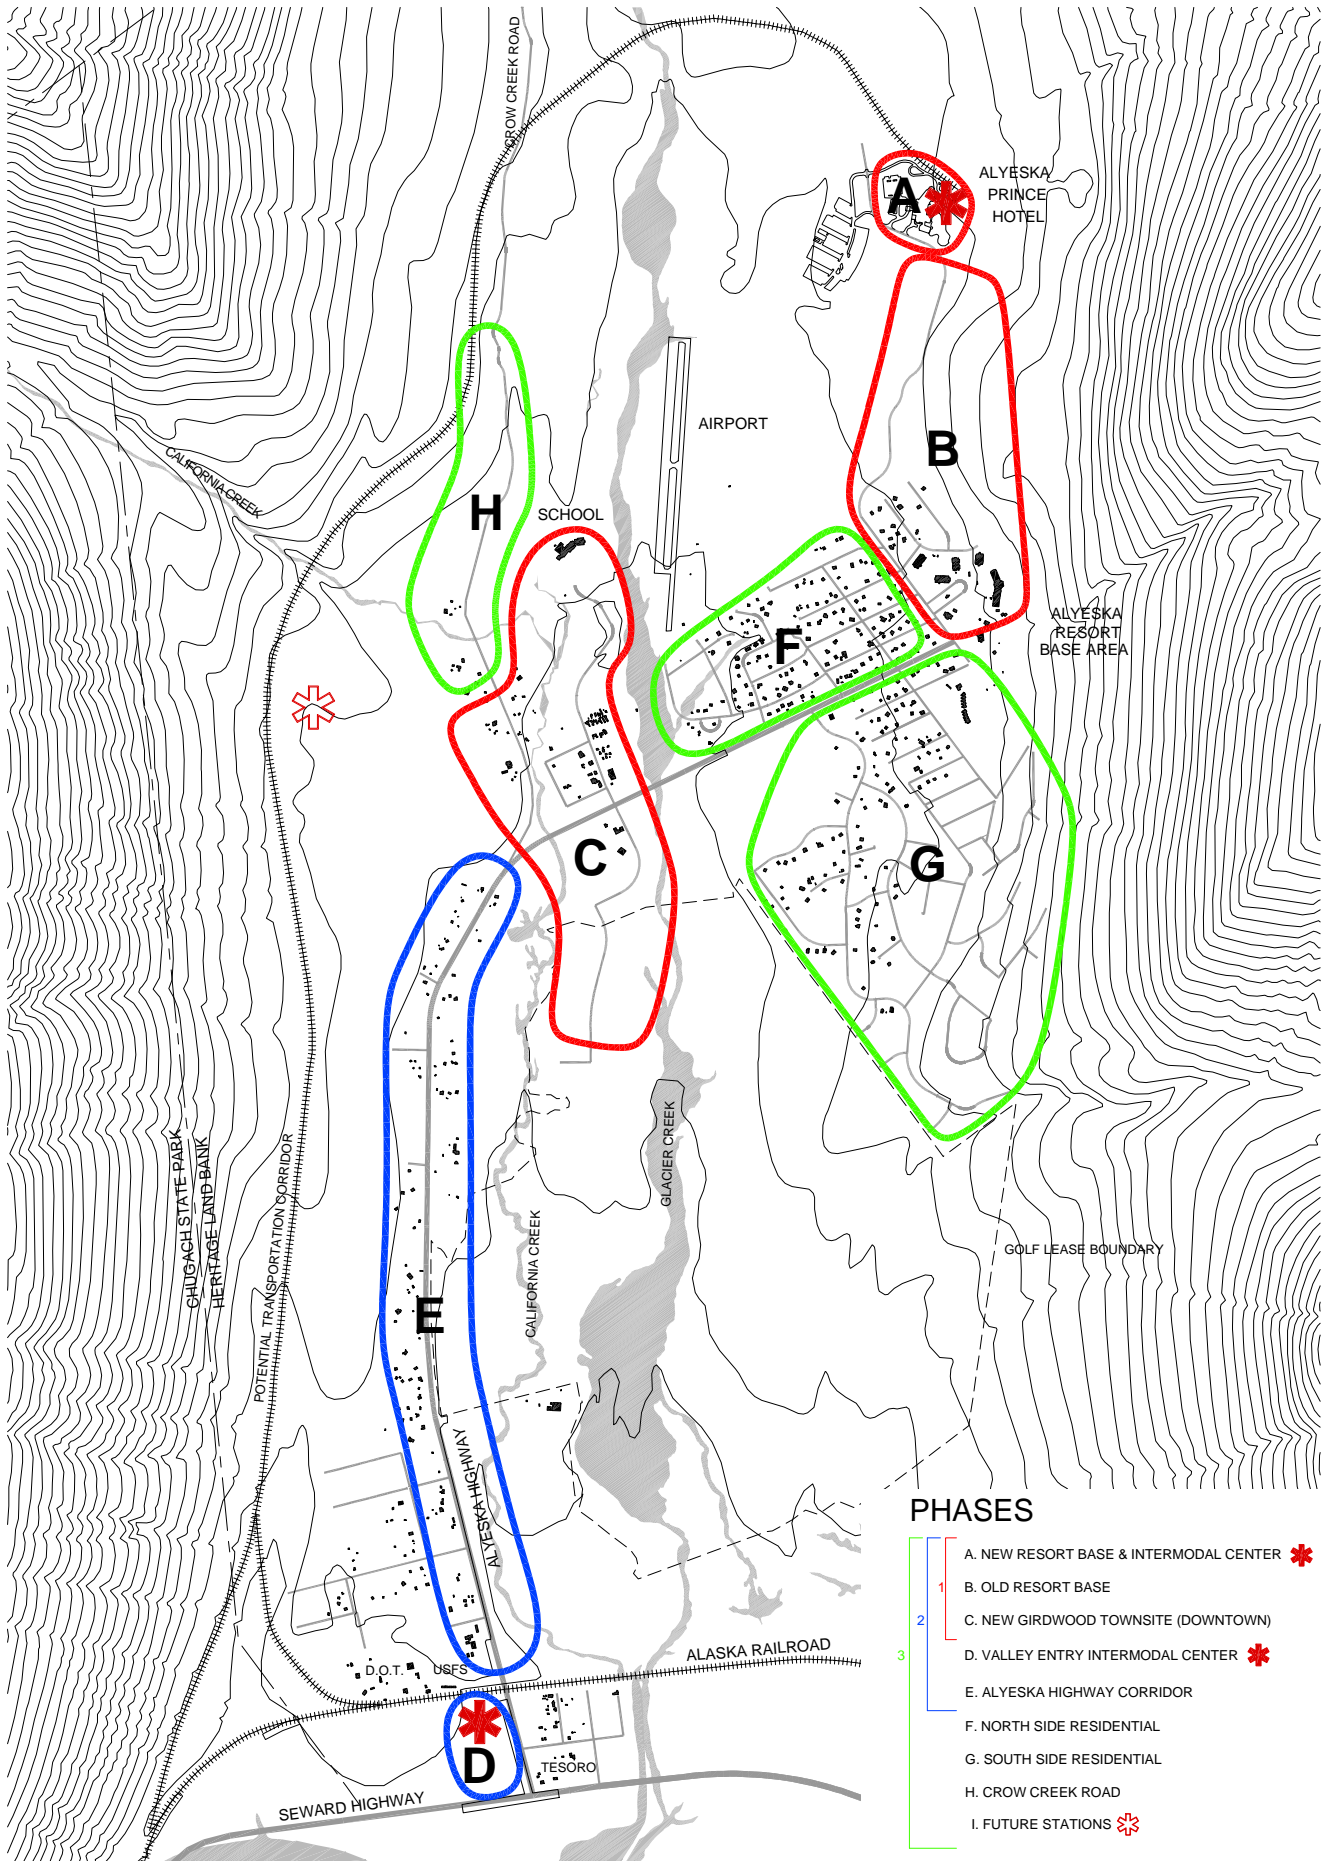 CROW CREEK ROAD
A
ALYESKA
PRINCE
HOTEL
AIRPORT
B
CALIFORNIA CREEK
H
SCHOOL
ALYESKA
RESORT
BASE AREA
F
C
G
GLACIER CREEK
CHUGACH STATE PARK
HERITAGE LAND BANK
POTENTIAL TRANSPORTATION CORRIDOR
CALIFORNIA CREEK
GOLF LEASE BOUNDARY
E
ALYESKA HIGHWAY
D.O.T.
USFS
ALASKA RAILROAD
D
TESORO
SEWARD HIGHWAY
PHASES
A. NEW RESORT BASE & INTERMODAL CENTER
1
B. OLD RESORT BASE
2
C. NEW GIRDWOOD TOWNSITE (DOWNTOWN)
3
D. VALLEY ENTRY INTERMODAL CENTER
E. ALYESKA HIGHWAY CORRIDOR
F. NORTH SIDE RESIDENTIAL
G. SOUTH SIDE RESIDENTIAL
H. CROW CREEK ROAD
I. FUTURE STATIONS